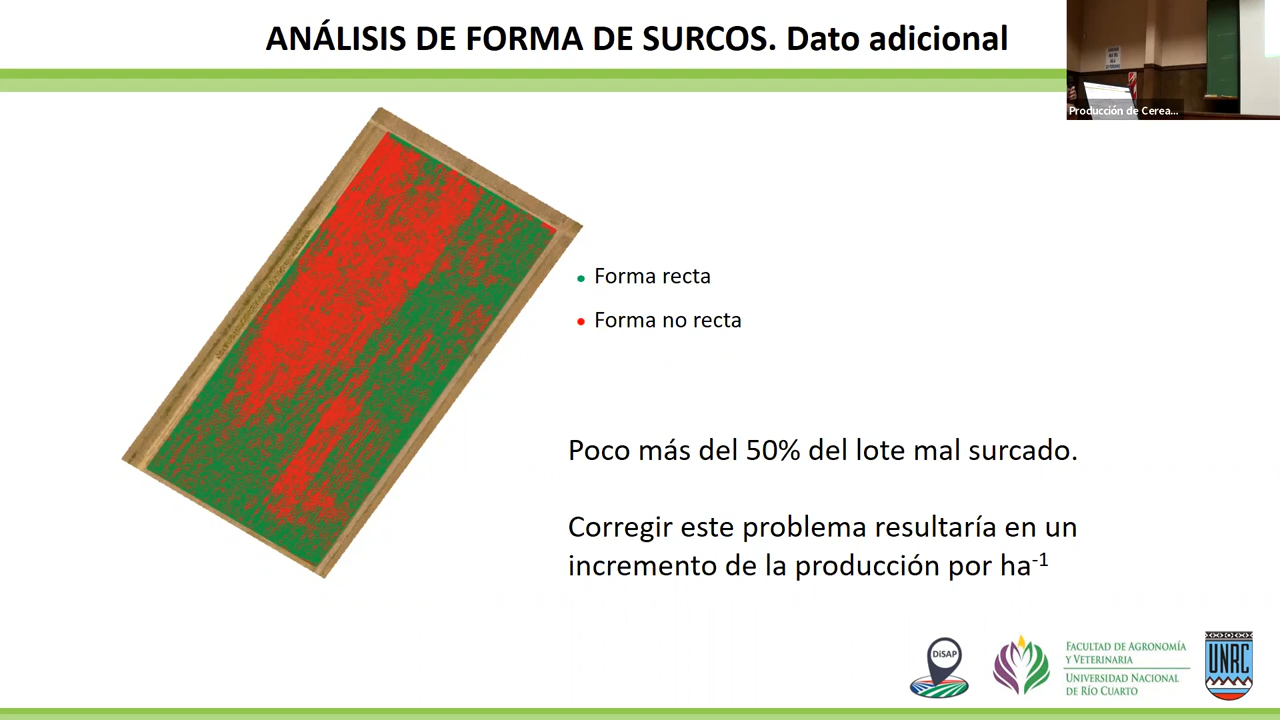 ANÁLISIS DE FORMA DE SURCOS. Dato adicional
Producción de Cerea...
Forma recta
Forma no recta
Poco más del 50% del lote mal surcado.
Corregir este problema resultaría en un
incremento de la producción por ha-1
DiSAP
FACULTAD DE AGRONOMÍA
Y VETERINARIA
UNIVERSIDAD NACIONAL
DE RÍO CUARTO
UNRC